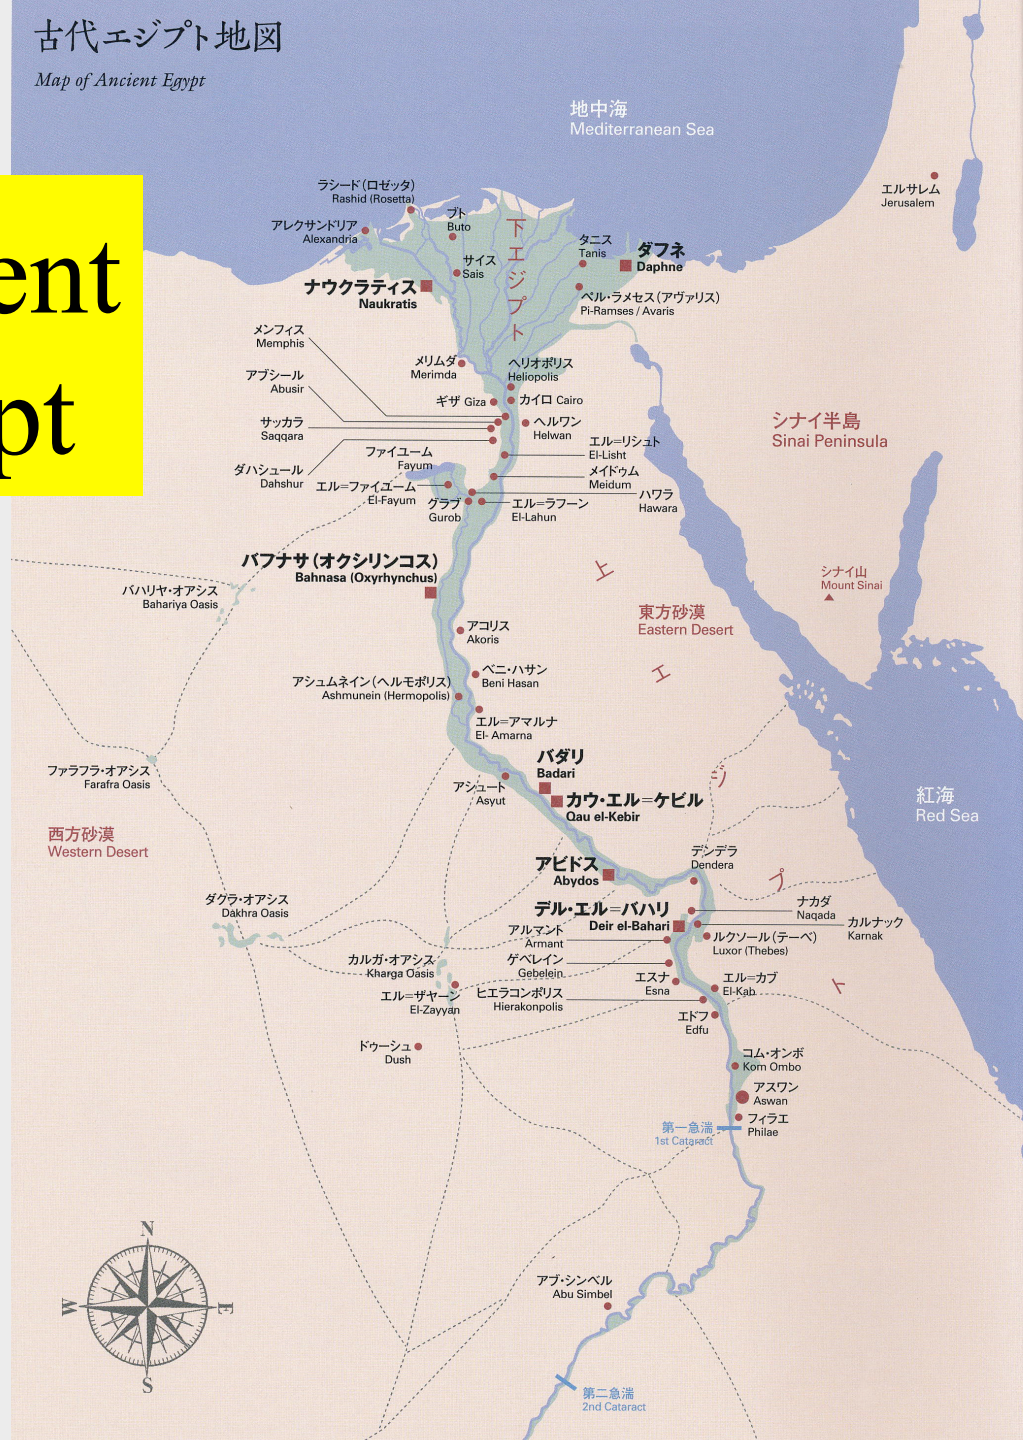 古代エジプト地図
Map of Ancient Egypt
地中海
Mediterranean Sea
ent
pt
エルサレム
Jerusalem
ラシード(ロゼッタ)
Rashid (Rosetta)
アレクサンドリア
Alexandria
ブト
Buto
サイス
Sais
下エジプト
タニス
Tanis
ダフネ
Daphne
ナウクラティス
Naukratis
ペル・ラメセス(アヴァリス)
Pi-Ramses / Avaris
メンフィス
Memphis
メリムダ
Merimda
ヘリオポリス
Heliopolis
アブシール
Abusir
ギザ Giza
カイロ Cairo
サッカラ
Saqqara
ヘルワン
Helwan
シナイ半島
Sinai Peninsula
エル=リシュト
El-Lisht
ファイユーム
Fayum
ダハシュール
Dahshur
メイドゥム
Meidum
エル=ファイユーム
El-Fayum
ハワラ
Hawara
グラブ
Gurob
エル=ラフーン
El-Lahun
バフナサ(オクシリンコス)
Bahnasa (Oxyrhynchus)
バハリヤ・オアシス
Bahariya Oasis
上エジプト
シナイ山
Mount Sinai
東方砂漠
Eastern Desert
アコリス
Akoris
ベニ・ハサン
Beni Hasan
アシュムネイン(ヘルモポリス)
Ashmunein (Hermopolis)
エル=アマルナ
El- Amarna
バダリ
Badari
ファラフラ・オアシス
Farafra Oasis
アシュート
Asyut
カウ・エル=ケビル
Qau el-Kebir
紅海
Red Sea
西方砂漠
Western Desert
アビドス
Abydos
デンデラ
Dendera
ダクラ・オアシス
Dakhra Oasis
デル・エル=バハリ
Deir el-Bahari
ナカダ
Naqada
カルナック
Karnak
アルマント
Armant
ルクソール(テーベ)
Luxor (Thebes)
カルガ・オアシス
Kharga Oasis
ゲベレイン
Gebelein
エスナ
Esna
エル=カブ
El-Kab
エル=ザヤーン
El-Zayyan
ヒエラコンポリス
Hierakonpolis
エドフ
Edfu
ドゥーシュ
Dush
コム・オンボ
Kom Ombo
アスワン
Aswan
フィラエ
Philae
第一急湍
1st Cataract
N
W
E
S
アブ・シンベル
Abu Simbel
第二急湍
2nd Cataract